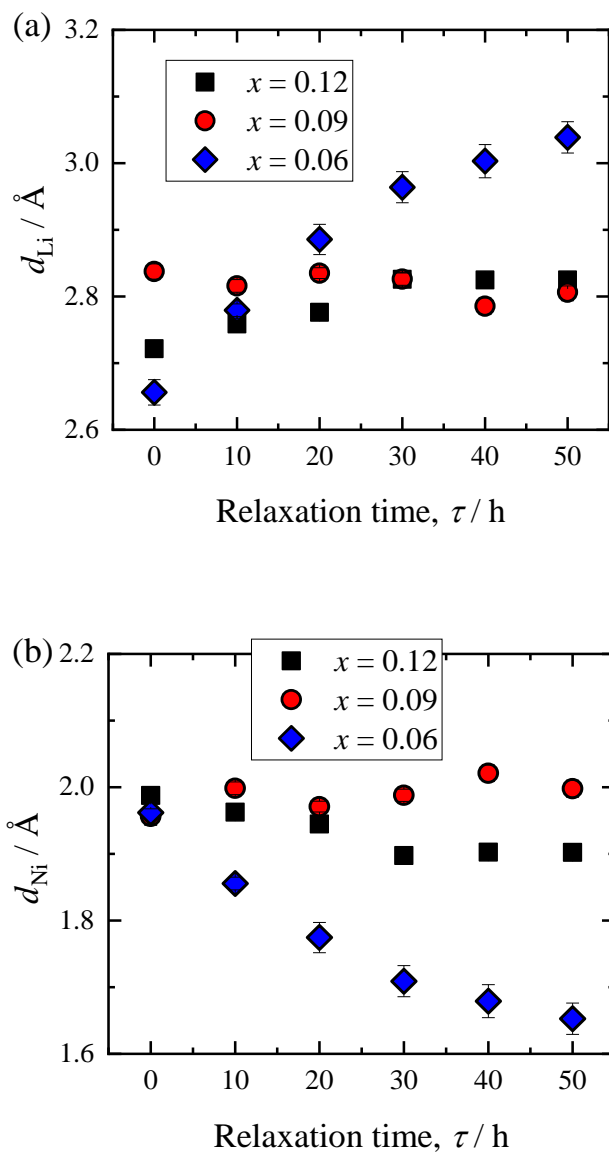 (a)
3.2
3.0
2.8
2.6
d_Li / Å
x = 0.12
x = 0.09
x = 0.06
0 10 20 30 40 50
Relaxation time, τ / h
(b)
2.2
2.0
1.8
1.6
d_Ni / Å
x = 0.12
x = 0.09
x = 0.06
0 10 20 30 40 50
Relaxation time, τ / h